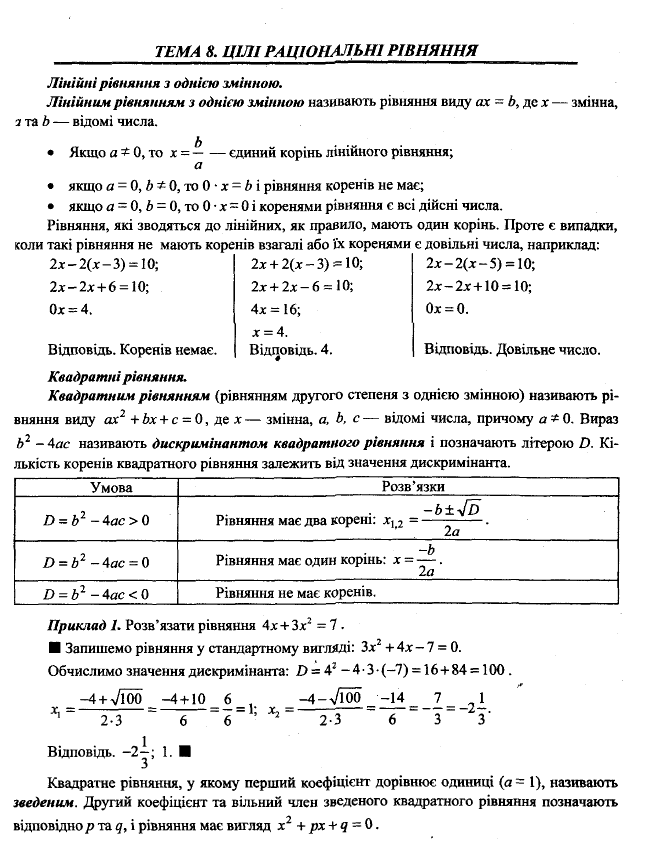 ТЕМА 8. ЦІЛІ РАЦІОНАЛЬНІ РІВНЯННЯ
Лінійні рівняння з однією змінною.
Лінійним рівнянням з однією змінною називають рівняння виду ax = b, де x — змінна,
а та b — відомі числа.
• Якщо a ≠ 0, то x = b/a — єдиний корінь лінійного рівняння;
• якщо a = 0, b ≠ 0, то 0 · x = b і рівняння коренів не має;
• якщо a = 0, b = 0, то 0 · x = 0 і коренями рівняння є всі дійсні числа.
Рівняння, які зводяться до лінійних, як правило, мають один корінь. Проте є випадки,
коли такі рівняння не мають коренів взагалі або їх коренями є довільні числа, наприклад:
2x − 2(x − 3) = 10;
2x − 2x + 6 = 10;
0x = 4.
Відповідь. Коренів немає.
2x + 2(x − 3) = 10;
2x + 2x − 6 = 10;
4x = 16;
x = 4.
Відповідь. 4.
2x − 2(x − 5) = 10;
2x − 2x + 10 = 10;
0x = 0.
Відповідь. Довільне число.
Квадратні рівняння.
Квадратним рівнянням (рівнянням другого степеня з однією змінною) називають рі-
вняння виду ax² + bx + c = 0, де x — змінна, a, b, c — відомі числа, причому a ≠ 0. Вираз
b² − 4ac називають дискримінантом квадратного рівняння і позначають літерою D. Кі-
лькість коренів квадратного рівняння залежить від значення дискримінанта.
Умова Розв’язки
D = b² − 4ac > 0 Рівняння має два корені: x₁,₂ = (−b ± √D)/2a.
D = b² − 4ac = 0 Рівняння має один корінь: x = −b/2a.
D = b² − 4ac < 0 Рівняння не має коренів.
Приклад 1. Розв’язати рівняння 4x + 3x² = 7.
■ Запишемо рівняння у стандартному вигляді: 3x² + 4x − 7 = 0.
Обчислимо значення дискримінанта: D = 4² − 4·3·(−7) = 16 + 84 = 100.
x₁ = (−4 + √100)/(2·3) = (−4 + 10)/6 = 6/6 = 1; x₂ = (−4 − √100)/(2·3) = −14/6 = −7/3 = −2 1/3.
Відповідь. −2 1/3; 1. ■
Квадратне рівняння, у якому перший коефіцієнт дорівнює одиниці (a = 1), називають
зведеним. Другий коефіцієнт та вільний член зведеного квадратного рівняння позначають
відповідно p та q, і рівняння має вигляд x² + px + q = 0.